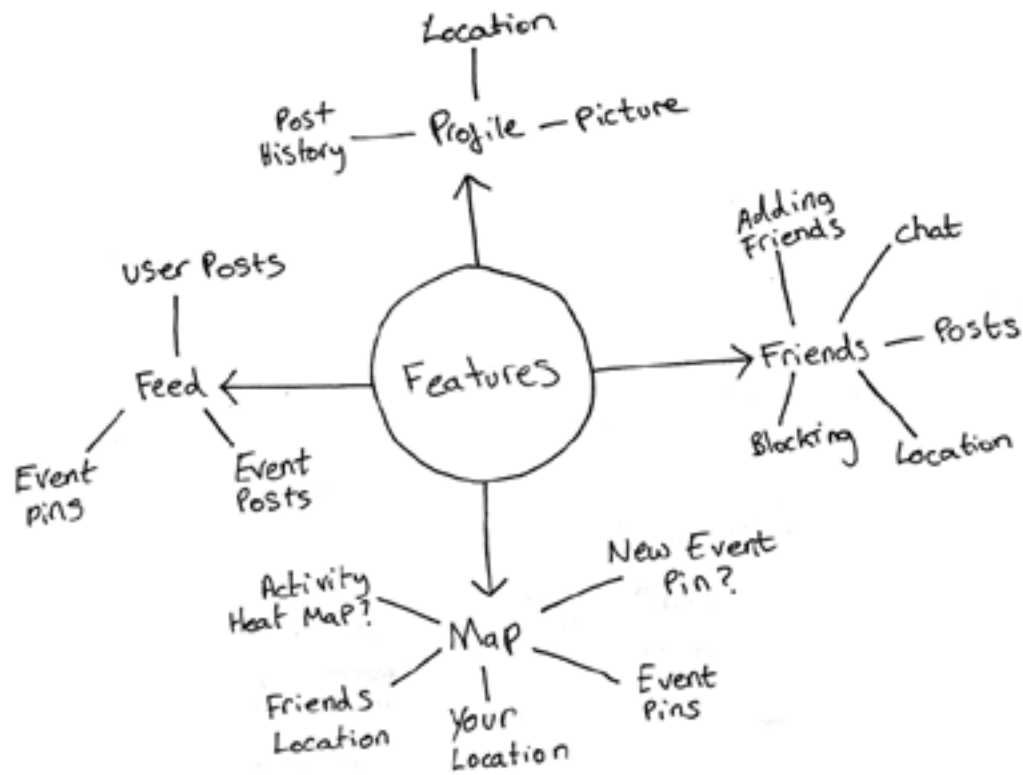 Location
Post
History
Profile
Picture
Adding
Friends
chat
User Posts
Posts
Friends
Feed
Features
Blocking
Location
Event
Ping
Event
Posts
New Event
Pin?
Activity
Heat Map?
Map
Event
Pins
Friends
Location
Your
Location